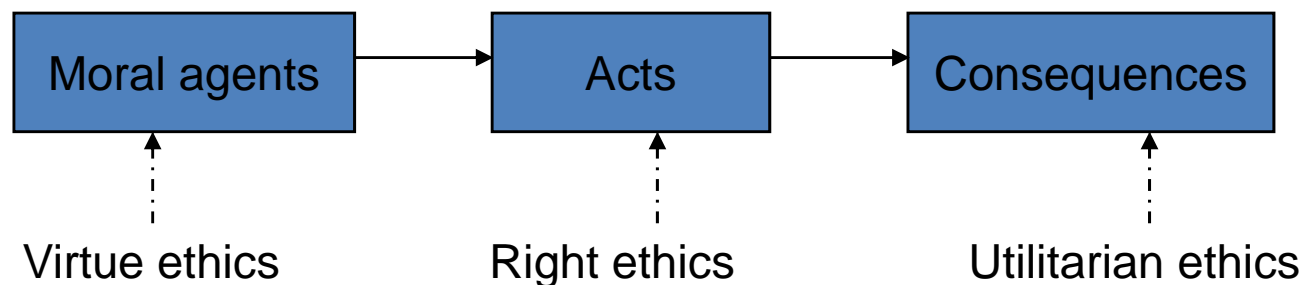 Moral agents
Acts
Consequences
Virtue ethics
Right ethics
Utilitarian ethics